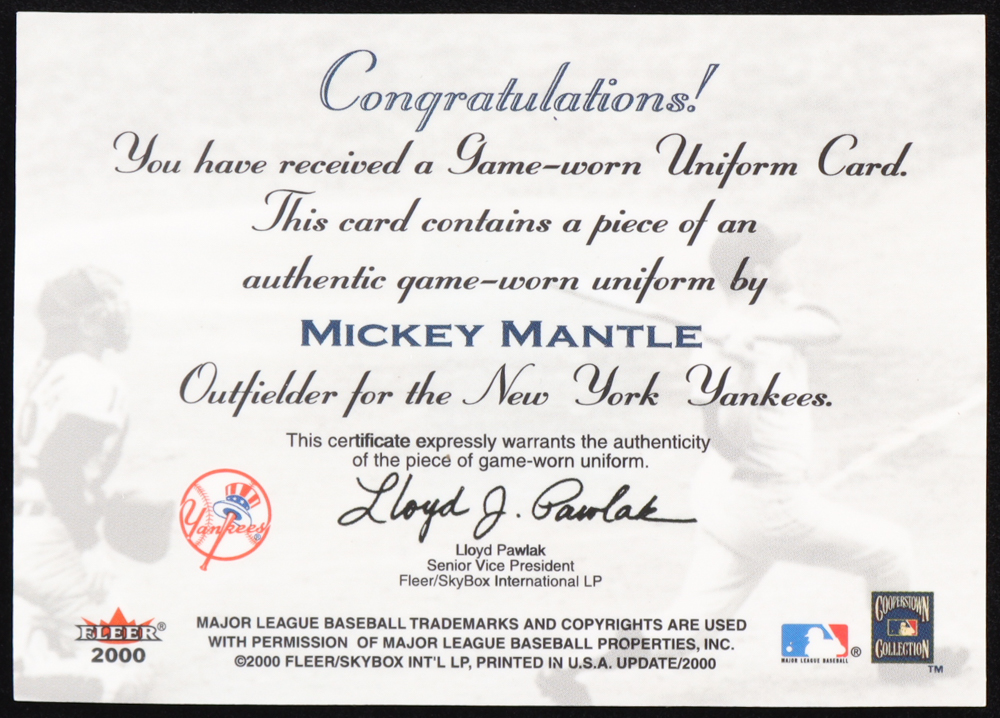 Congratulations!
You have received a Game-worn Uniform Card.
This card contains a piece of an
authentic game-worn uniform by
MICKEY MANTLE
Outfielder for the New York Yankees.
This certificate expressly warrants the authenticity
of the piece of game-worn uniform.
Yankees®
Lloyd J. Pawlak
Lloyd Pawlak
Senior Vice President
Fleer/SkyBox International LP
FLEER®
2000
MAJOR LEAGUE BASEBALL TRADEMARKS AND COPYRIGHTS ARE USED
WITH PERMISSION OF MAJOR LEAGUE BASEBALL PROPERTIES, INC.
©2000 FLEER/SKYBOX INT'L LP, PRINTED IN U.S.A. UPDATE/2000
MAJOR LEAGUE BASEBALL ®
COOPERSTOWN
COLLECTION
TM